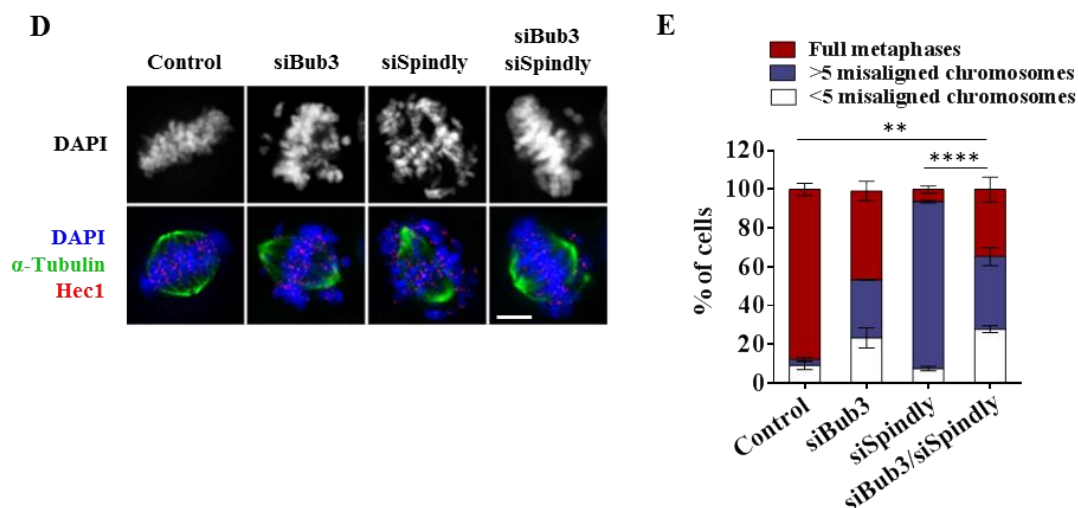 D
Control
siBub3
siSpindly
siBub3
siSpindly
DAPI
DAPI
α-Tubulin
Hec1
E
Full metaphases
>5 misaligned chromosomes
<5 misaligned chromosomes
**
****
120
100
80
60
40
20
0
% of cells
Control
siBub3
siSpindly
siBub3/siSpindly